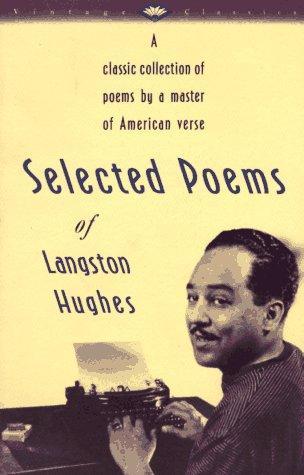 Vintage Classics
A
classic collection of
poems by a master
of American verse
Selected Poems
of
Langston
Hughes